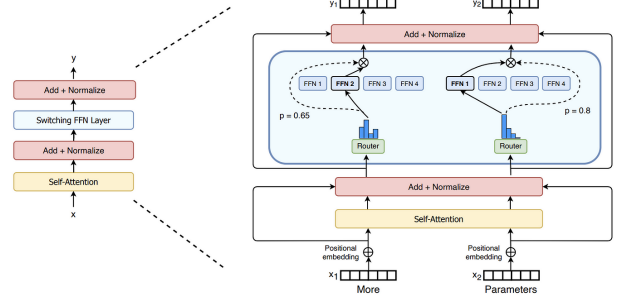 y
Add + Normalize
Switching FFN Layer
Add + Normalize
Self-Attention
x
y1 y2
Add + Normalize
FFN 1 FFN 2 FFN 3 FFN 4 FFN 1 FFN 2 FFN 3 FFN 4
p = 0.65 p = 0.8
Router Router
Add + Normalize
Self-Attention
Positional embedding Positional embedding
x1 x2
More Parameters